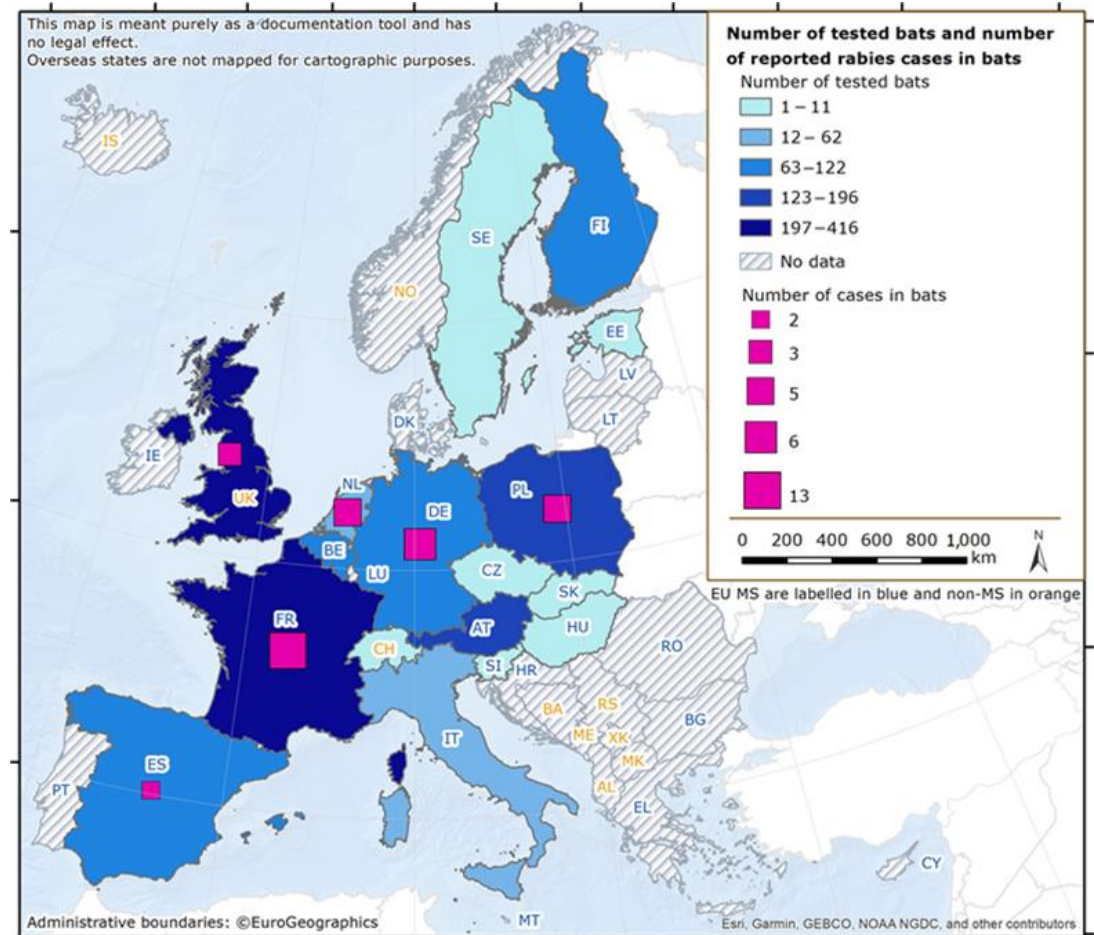 This map is meant purely as a documentation tool and has
no legal effect.
Overseas states are not mapped for cartographic purposes.
Number of tested bats and number
of reported rabies cases in bats
Number of tested bats
1 – 11
12 – 62
63–122
123–196
197–416
No data
Number of cases in bats
2
3
5
6
13
N
0 200 400 600 800 1,000
km
EU MS are labelled in blue and non-MS in orange
IS
FI
SE
NO
EE
LV
DK
LT
IE
NL
PL
UK
DE
BE
LU
CZ
SK
FR
AT
HU
CH
SI
HR
RO
BA
RS
BG
IT
ME
XK
MK
ES
PT
AL
EL
CY
MT
Administrative boundaries: ©EuroGeographics
Esri, Garmin, GEBCO, NOAA NGDC, and other contributors